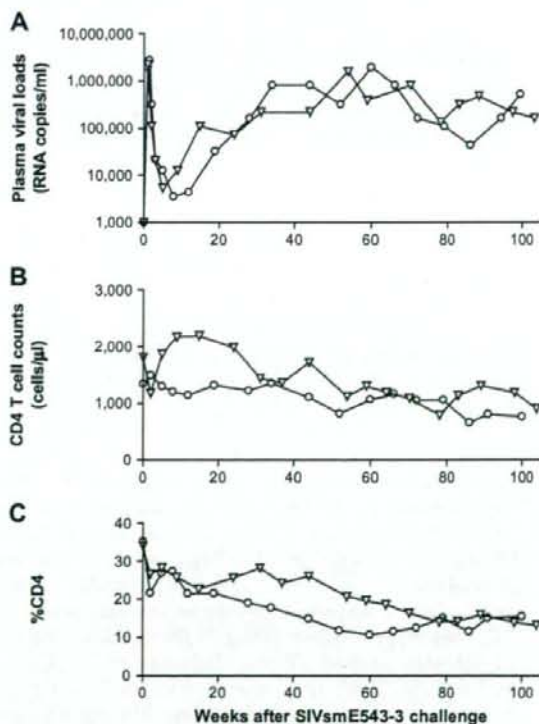 A
Plasma viral loads
(RNA copies/ml)
10,000,000
1,000,000
100,000
10,000
1,000
0 20 40 60 80 100
B
CD4 T cell counts
(cells/µl)
3,000
2,000
1,000
0
0 20 40 60 80 100
C
%CD4
40
30
20
10
0
0 20 40 60 80 100
Weeks after SIVsmE543-3 challenge